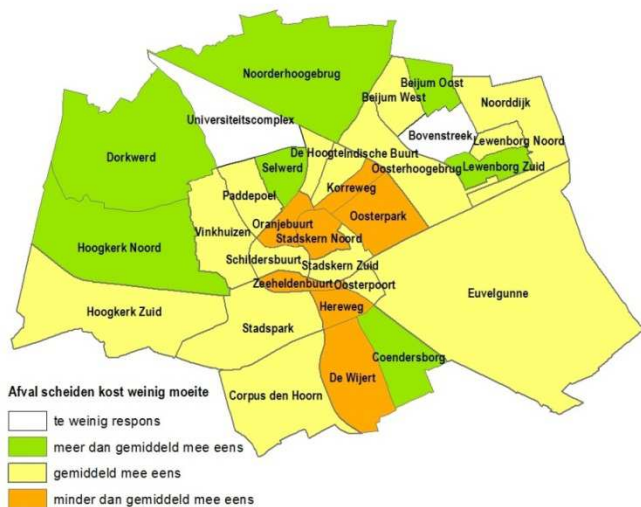 Noorderhoogebrug
Beijum Oost
Beijum West
Noorddijk
Universiteitscomplex
Bovenstreek
Lewenborg Noord
De Hoogte
Indische Buurt
Dorkwerd
Selwerd
Oosterhoogebrug
Lewenborg Zuid
Korreweg
Paddepoel
Oosterpark
Oranjebuurt
Vinkhuizen
Stadskern Noord
Hoogkerk Noord
Schildersbuurt
Stadskern Zuid
Zeeheldenbuurt
Oosterpoort
Euvelgunne
Hereweg
Hoogkerk Zuid
Stadspark
Coendersborg
De Wijert
Corpus den Hoorn
Afval scheiden kost weinig moeite
te weinig respons
meer dan gemiddeld mee eens
gemiddeld mee eens
minder dan gemiddeld mee eens